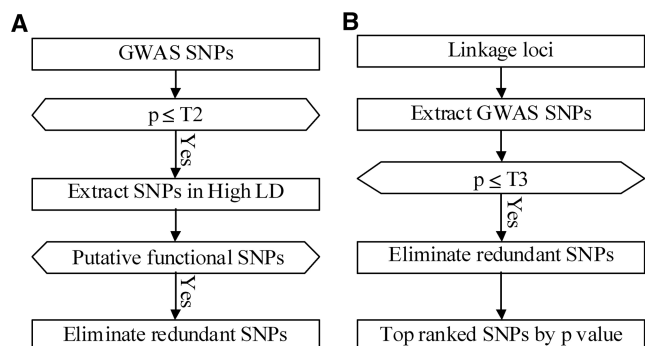 A
GWAS SNPs
p ≤ T2
Yes
Extract SNPs in High LD
Putative functional SNPs
Yes
Eliminate redundant SNPs
B
Linkage loci
Extract GWAS SNPs
p ≤ T3
Yes
Eliminate redundant SNPs
Top ranked SNPs by p value